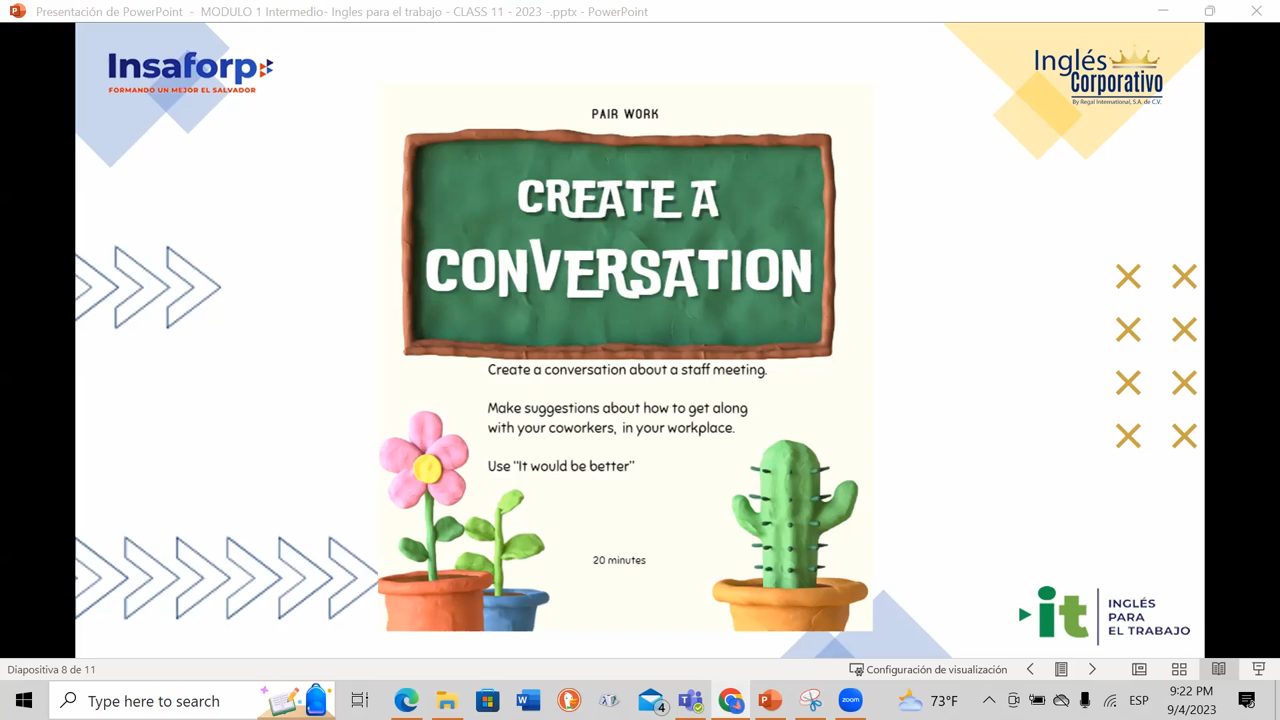 Presentación de PowerPoint - MODULO 1 Intermedio- Ingles para el trabajo - CLASS 11 - 2023 -.pptx - PowerPoint
Insaforp
FORMANDO UN MEJOR EL SALVADOR
Inglés
Corporativo
By Regal International, S.A. de C.V.
PAIR WORK
CREATE A
CONVERSATION
Create a conversation about a staff meeting.
Make suggestions about how to get along
with your coworkers, in your workplace.
Use "It would be better"
20 minutes
it
INGLÉS
PARA
EL TRABAJO
Diapositiva 8 de 11
Configuración de visualización
Type here to search
4
zoom
73°F
ESP
9:22 PM
9/4/2023